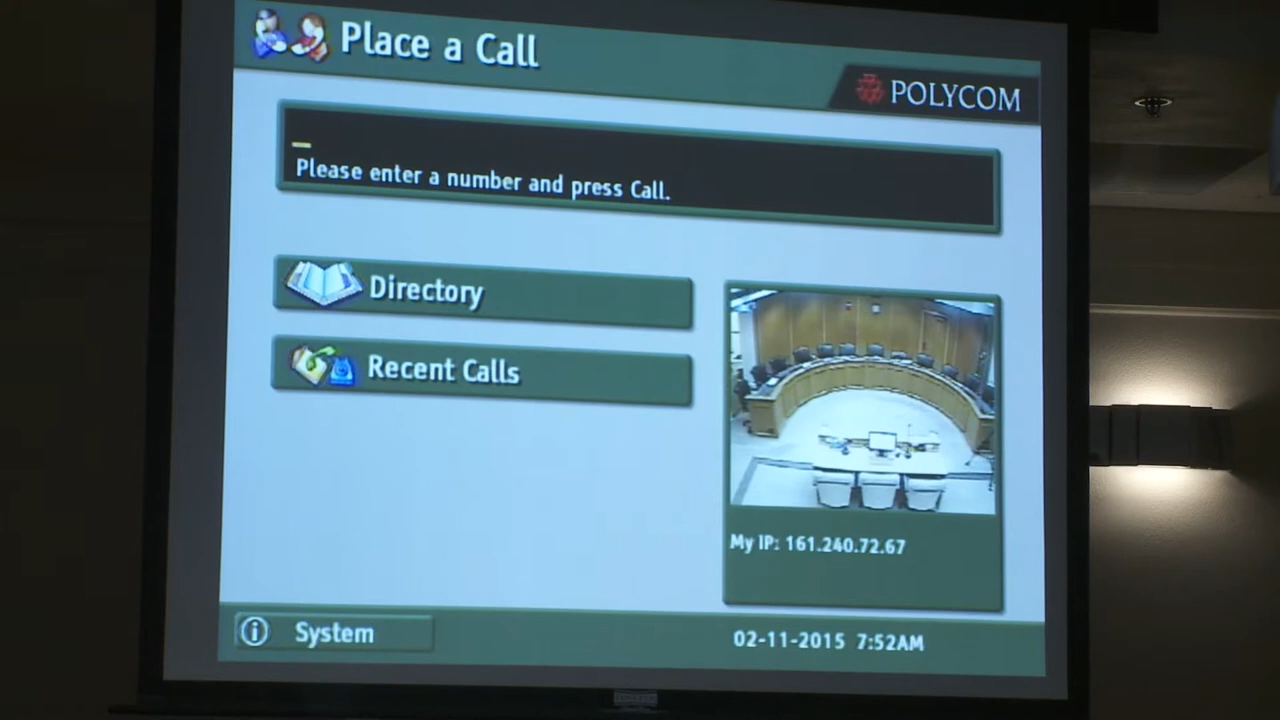 Place a Call
POLYCOM
Please enter a number and press Call.
Directory
Recent Calls
My IP: 161.240.72.67
System
02-11-2015 7:52AM